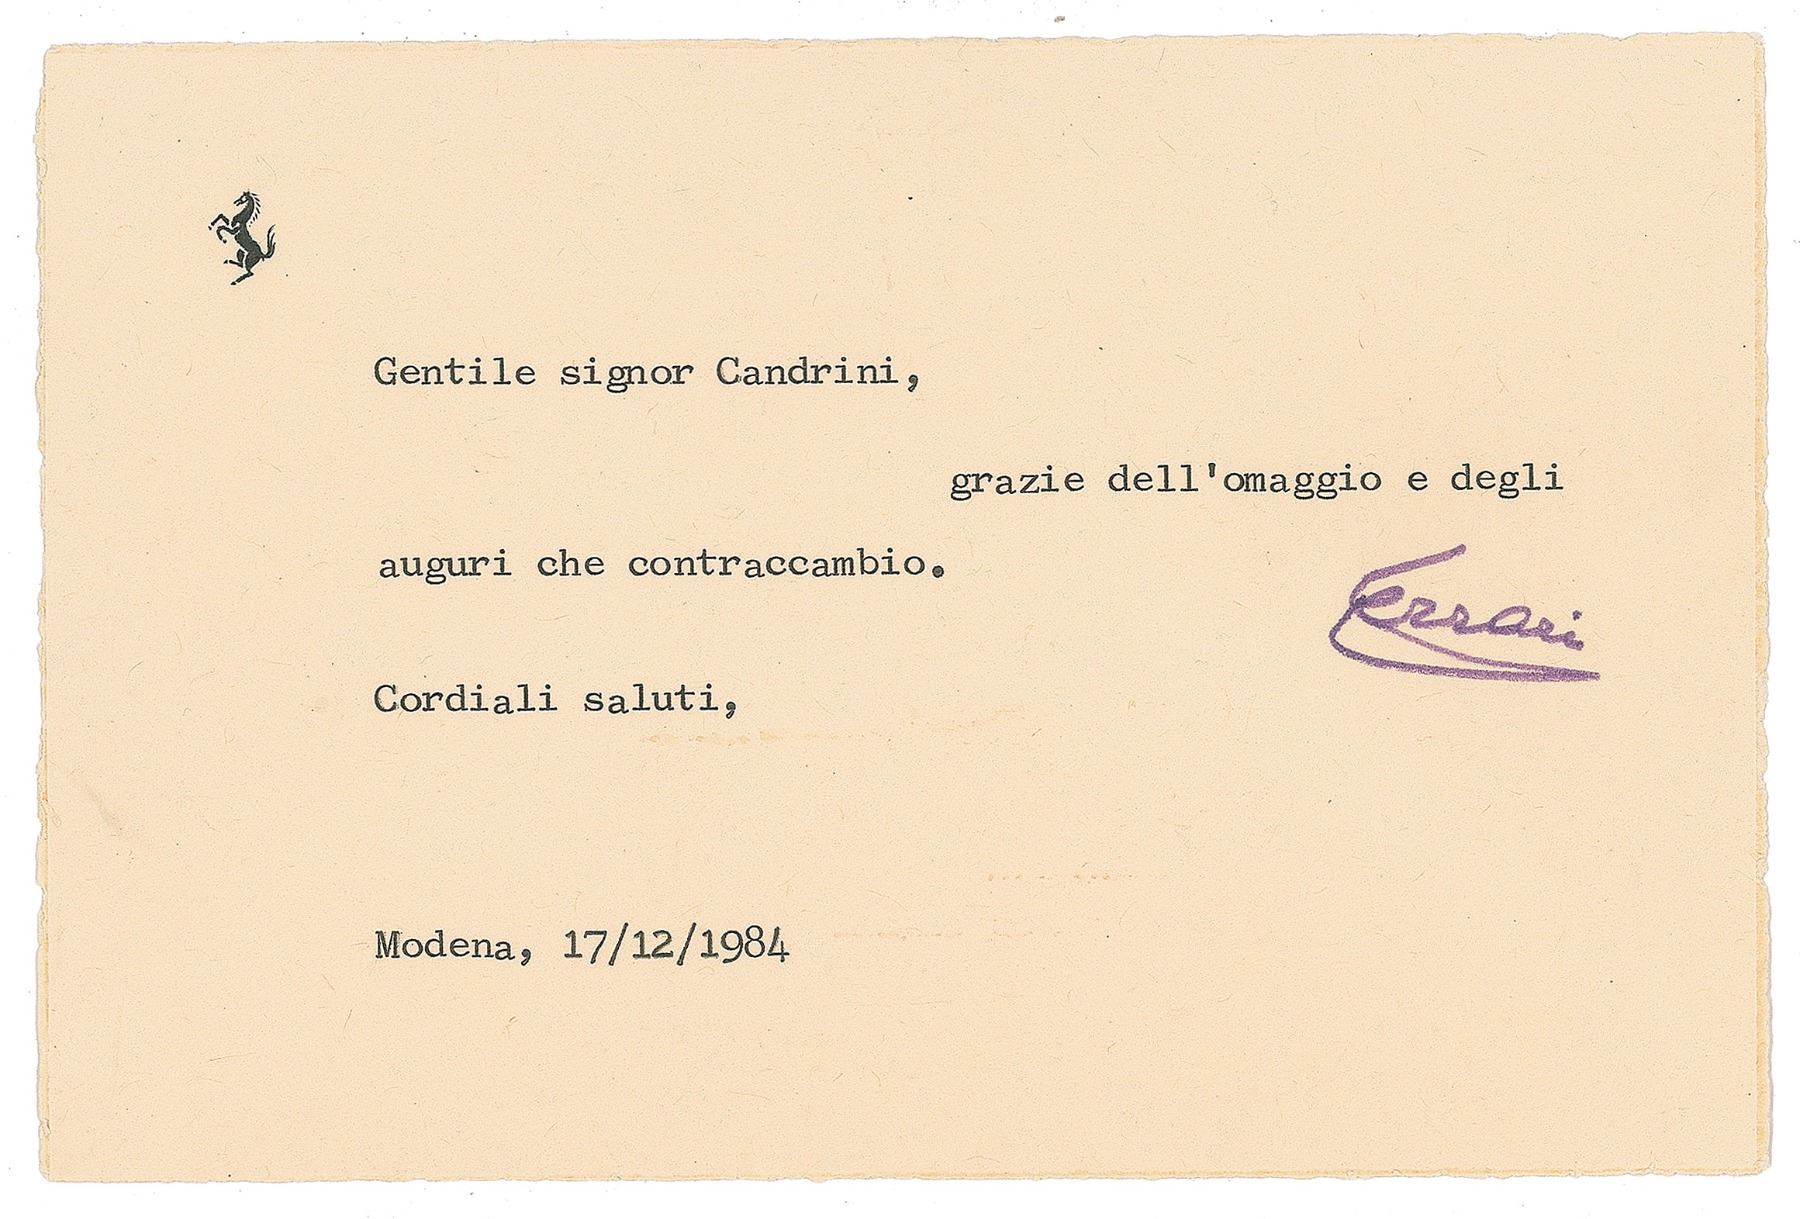 Gentile signor Candrini,
grazie dell'omaggio e degli
auguri che contraccambio.
Ferrari
Cordiali saluti,
Modena, 17/12/1984